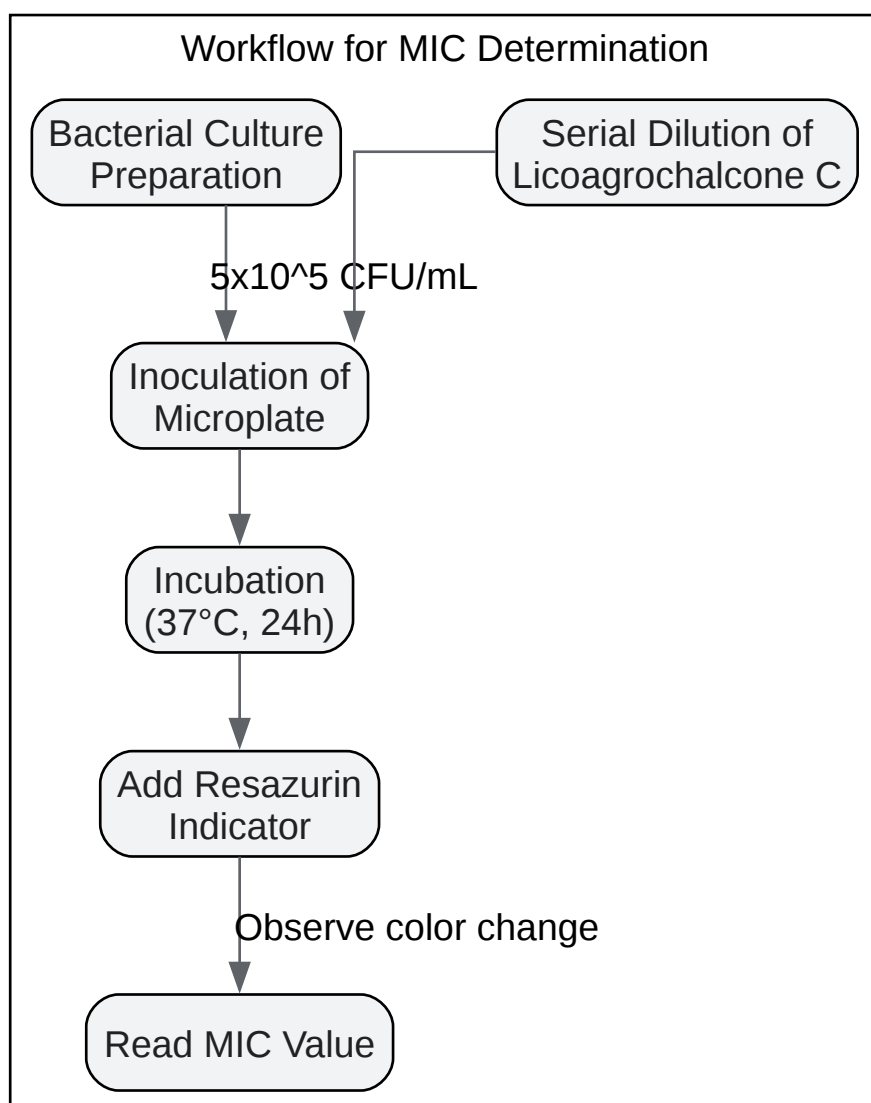 Workflow for MIC Determination
Bacterial Culture
Preparation
Serial Dilution of
Licoagrochalcone C
5x10^5 CFU/mL
Inoculation of
Microplate
Incubation
(37°C, 24h)
Add Resazurin
Indicator
Observe color change
Read MIC Value